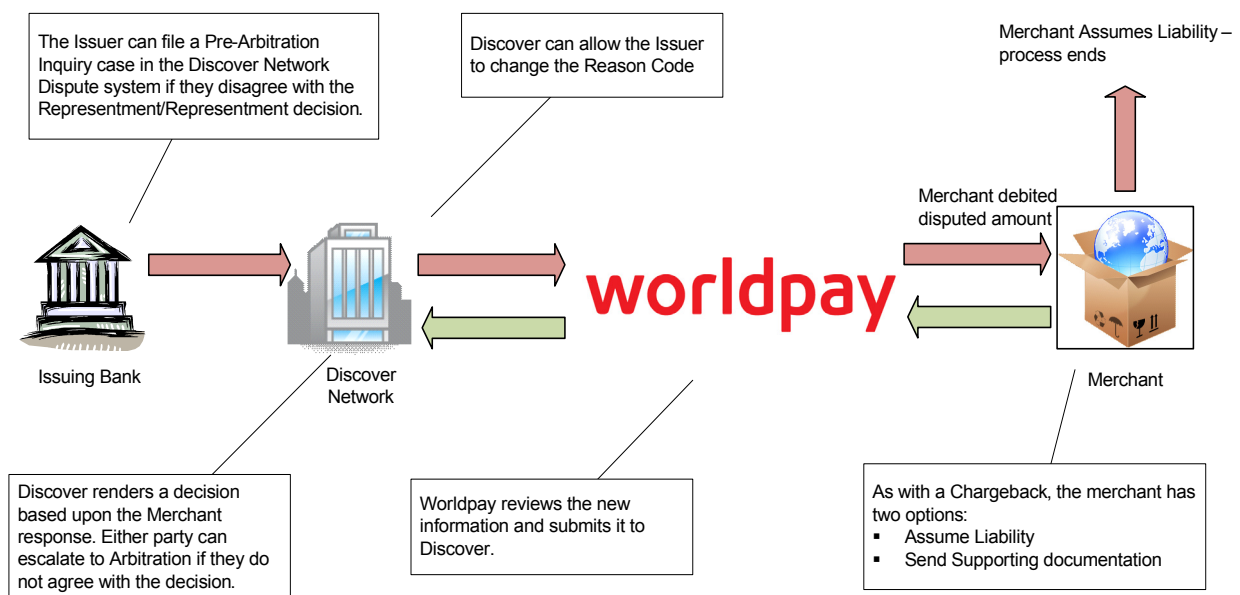 The Issuer can file a Pre-Arbitration
Inquiry case in the Discover Network
Dispute system if they disagree with the
Representment/Representment decision.
Discover can allow the Issuer
to change the Reason Code
Merchant Assumes Liability –
process ends
Merchant debited
disputed amount
worldpay
Issuing Bank
Discover
Network
Merchant
Discover renders a decision
based upon the Merchant
response. Either party can
escalate to Arbitration if they do
not agree with the decision.
Worldpay reviews the new
information and submits it to
Discover.
As with a Chargeback, the merchant has
two options:
▪ Assume Liability
▪ Send Supporting documentation